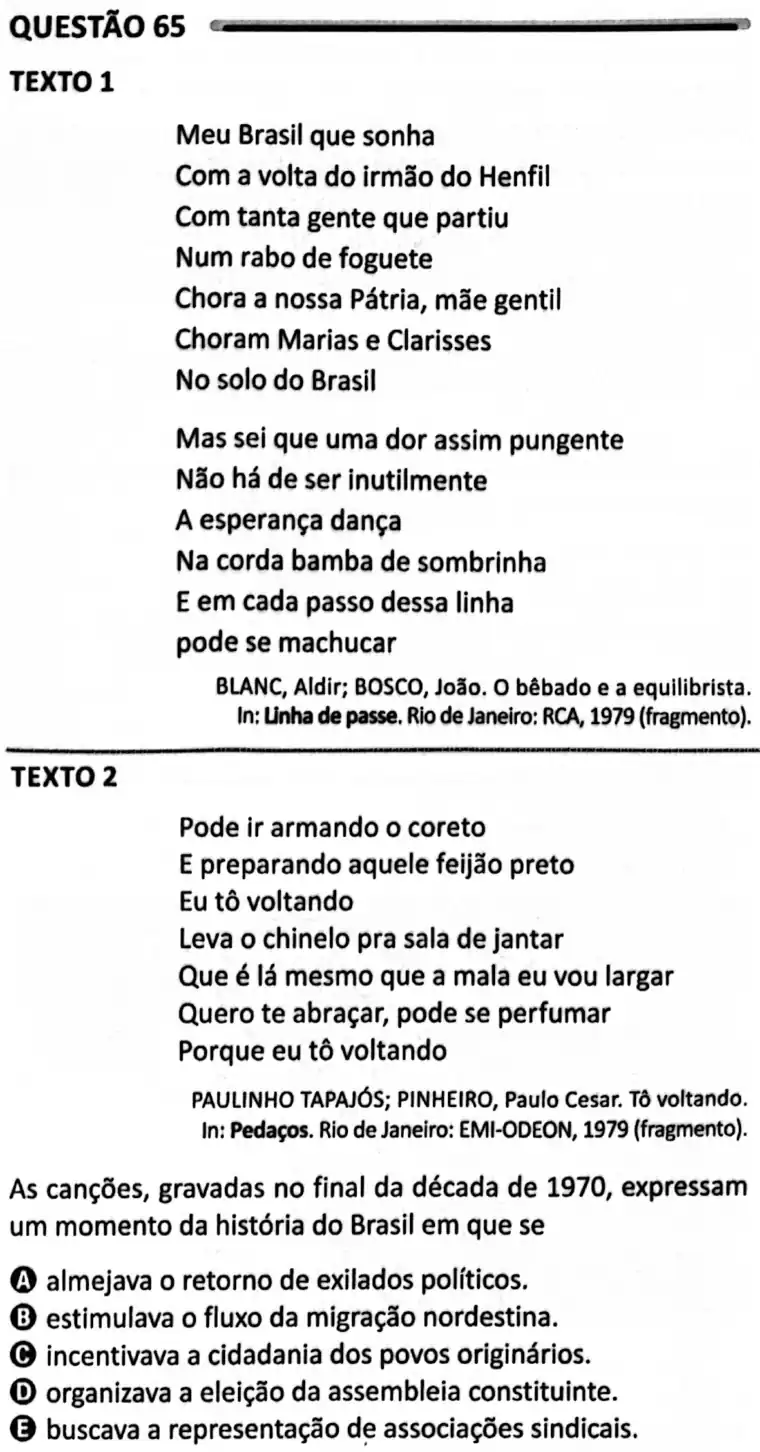 QUESTÃO 65
TEXTO 1
Meu Brasil que sonha
Com a volta do irmão do Henfil
Com tanta gente que partiu
Num rabo de foguete
Chora a nossa Pátria, mãe gentil
Choram Marias e Clarisses
No solo do Brasil
Mas sei que uma dor assim pungente
Não há de ser inutilmente
A esperança dança
Na corda bamba de sombrinha
E em cada passo dessa linha
pode se machucar
BLANC, Aldir; BOSCO, João. O bêbado e a equilibrista.
In: Linha de passe. Rio de Janeiro: RCA, 1979 (fragmento).
TEXTO 2
Pode ir armando o coreto
E preparando aquele feijão preto
Eu tô voltando
Leva o chinelo pra sala de jantar
Que é lá mesmo que a mala eu vou largar
Quero te abraçar, pode se perfumar
Porque eu tô voltando
PAULINHO TAPAJÓS; PINHEIRO, Paulo Cesar. Tô voltando.
In: Pedaços. Rio de Janeiro: EMI-ODEON, 1979 (fragmento).
As canções, gravadas no final da década de 1970, expressam
um momento da história do Brasil em que se
A almejava o retorno de exilados políticos.
B estimulava o fluxo da migração nordestina.
C incentivava a cidadania dos povos originários.
D organizava a eleição da assembleia constituinte.
E buscava a representação de associações sindicais.